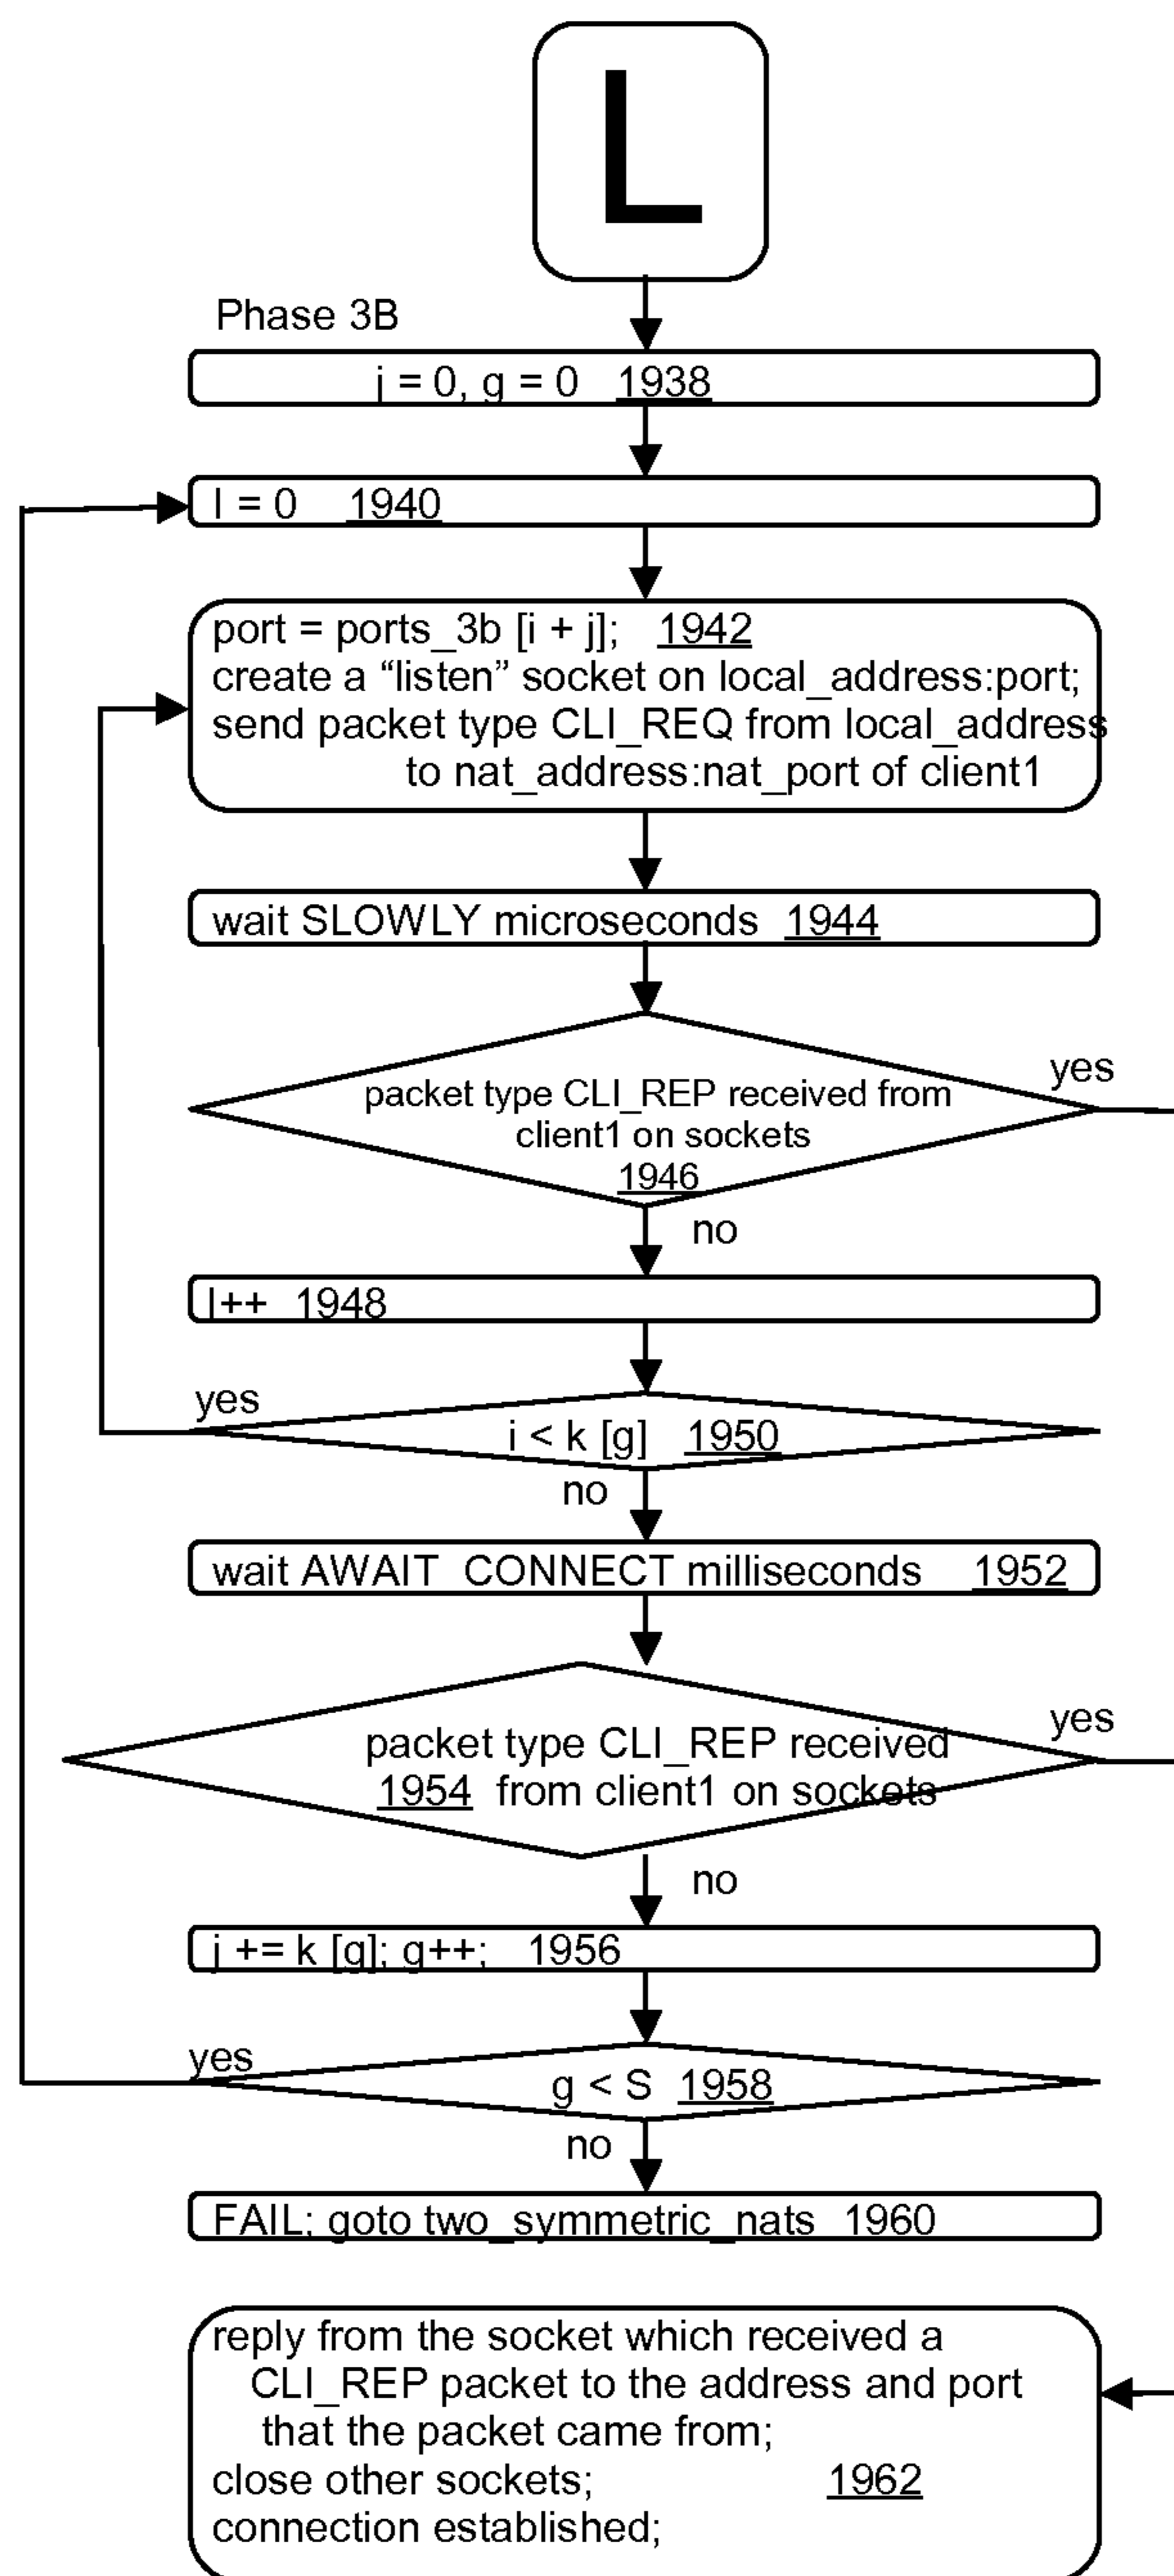 L
Phase 3B
j = 0, g = 0 1938
I = 0 1940
port = ports_3b [i + j]; 1942
create a “listen” socket on local_address:port;
send packet type CLI_REQ from local_address
to nat_address:nat_port of client1
wait SLOWLY microseconds 1944
packet type CLI_REP received from
client1 on sockets
1946
yes
no
I++ 1948
yes
i < k [g] 1950
no
wait AWAIT_CONNECT milliseconds 1952
yes
packet type CLI_REP received
1954 from client1 on sockets
no
j += k [g]; g++; 1956
yes
g < S 1958
no
FAIL; goto two_symmetric_nats 1960
reply from the socket which received a
CLI_REP packet to the address and port
that the packet came from;
close other sockets; 1962
connection established;